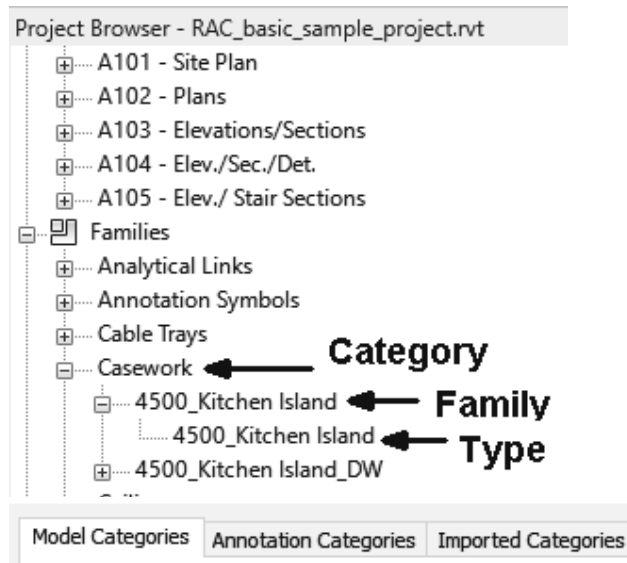 Project Browser - RAC_basic_sample_project.rvt
A101 - Site Plan
A102 - Plans
A103 - Elevations/Sections
A104 - Elev./Sec./Det.
A105 - Elev./ Stair Sections
Families
Analytical Links
Annotation Symbols
Cable Trays
Casework Category
4500_Kitchen Island Family
4500_Kitchen Island Type
4500_Kitchen Island_DW
Model Categories Annotation Categories Imported Categories